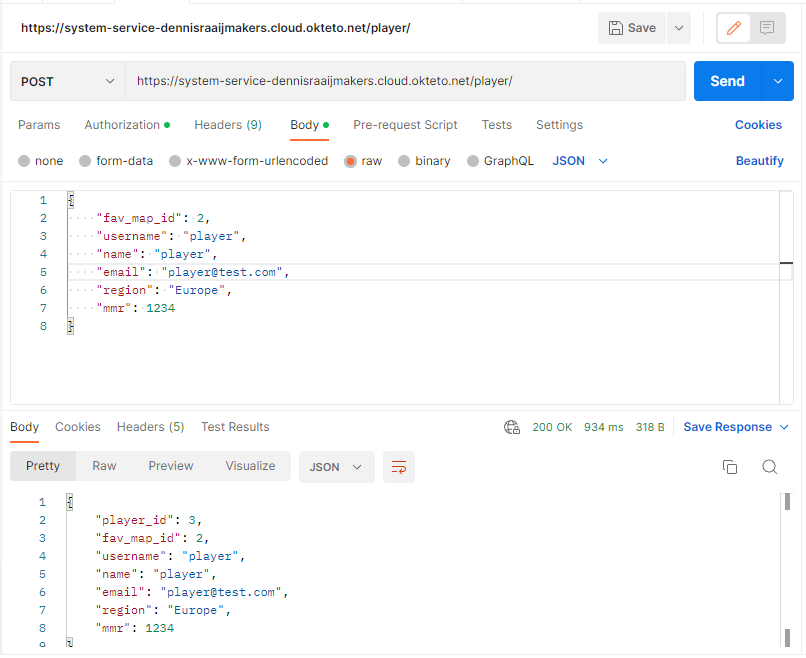 https://system-service-dennisraaijmakers.cloud.okteto.net/player/ Save
POST https://system-service-dennisraaijmakers.cloud.okteto.net/player/ Send
Params Authorization Headers (9) Body Pre-request Script Tests Settings Cookies
none form-data x-www-form-urlencoded raw binary GraphQL JSON Beautify
1 {
2 "fav_map_id": 2,
3 "username": "player",
4 "name": "player",
5 "email": "player@test.com",
6 "region": "Europe",
7 "mmr": 1234
8 }
Body Cookies Headers (5) Test Results 200 OK 934 ms 318 B Save Response
Pretty Raw Preview Visualize JSON
1 {
2 "player_id": 3,
3 "fav_map_id": 2,
4 "username": "player",
5 "name": "player",
6 "email": "player@test.com",
7 "region": "Europe",
8 "mmr": 1234
9 }